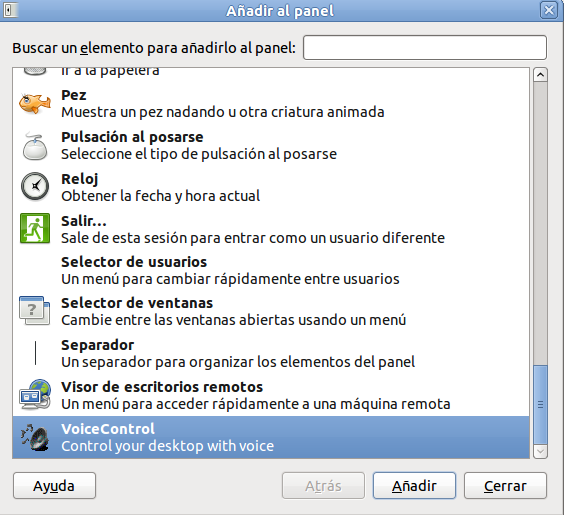 Añadir al panel
Buscar un elemento para añadirlo al panel:
Ir a la papelera
Pez
Muestra un pez nadando u otra criatura animada
Pulsación al posarse
Seleccione el tipo de pulsación al posarse
Reloj
Obtener la fecha y hora actual
Salir...
Sale de esta sesión para entrar como un usuario diferente
Selector de usuarios
Un menú para cambiar rápidamente entre usuarios
Selector de ventanas
Cambie entre las ventanas abiertas usando un menú
Separador
Un separador para organizar los elementos del panel
Visor de escritorios remotos
Un menú para acceder rápidamente a una máquina remota
VoiceControl
Control your desktop with voice
Ayuda Atrás Añadir Cerrar